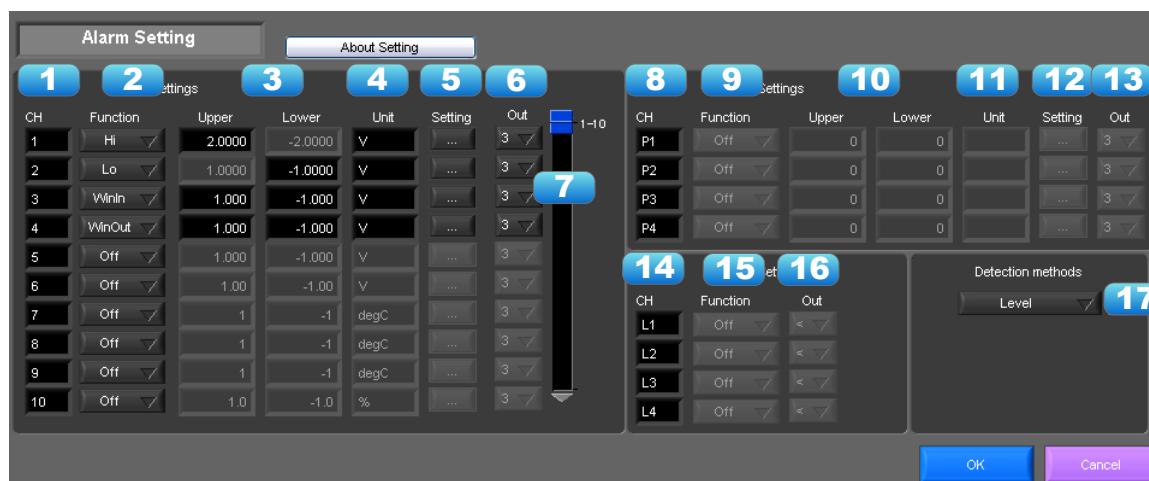 Alarm Setting
About Setting
1 2 ettings 3 4 5 6
CH Function Upper Lower Unit Setting Out
1 Hi 2.0000 -2.0000 V ... 3
2 Lo 1.0000 -1.0000 V ... 3
3 WinIn 1.000 -1.000 V ... 3
4 WinOut 1.000 -1.000 V ... 3
5 Off 1.000 -1.000 V ... 3
6 Off 1.00 -1.00 V ... 3
7 Off 1 -1 degC ... 3
8 Off 1 -1 degC ... 3
9 Off 1 -1 degC ... 3
10 Off 1.0 -1.0 % ... 3
1-10
7
8 9 Settings 10 11 12 13
CH Function Upper Lower Unit Setting Out
P1 Off 0 0 ... 3
P2 Off 0 0 ... 3
P3 Off 0 0 ... 3
P4 Off 0 0 ... 3
14 15 et 16
CH Function Out
L1 Off <
L2 Off <
L3 Off <
L4 Off <
Detection methods
Level 17
OK Cancel